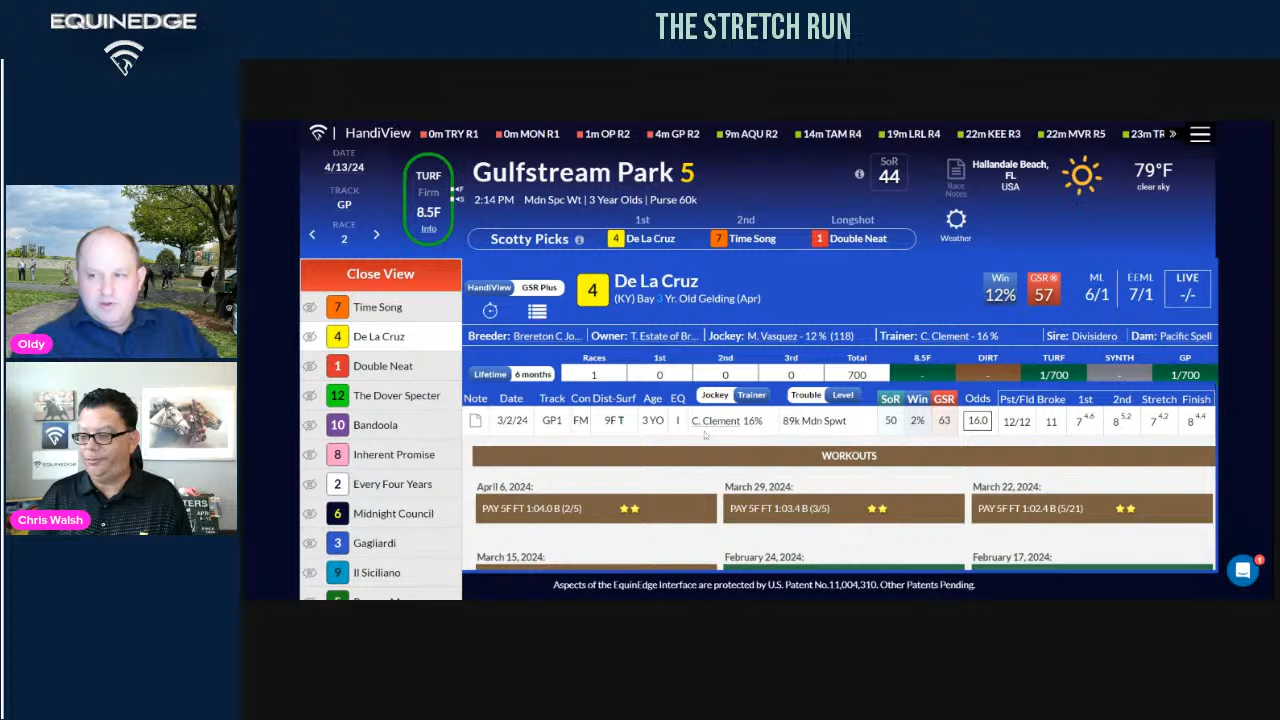 EQUINEDGE
THE STRETCH RUN
HandiView 0m TRY R1 0m MON R1 1m OP R2 4m GP R2 9m AQU R2 14m TAM R4 19m LRL R4 22m KEE R3 22m MVR R5 23m TR »
DATE
4/13/24
TRACK
GP
RACE
2
TURF
Firm
8.5F
Info
Gulfstream Park 5
2:14 PM Mdn Spc Wt | 3 Year Olds | Purse 60k
SoR
44
Race Notes
Hallandale Beach, FL USA
Weather
79°F
clear sky
1st 2nd Longshot
Scotty Picks 4 De La Cruz 7 Time Song 1 Double Neat
Close View
7 Time Song
4 De La Cruz
1 Double Neat
12 The Dover Specter
10 Bandoola
8 Inherent Promise
2 Every Four Years
6 Midnight Council
3 Gagliardi
9 Il Siciliano
HandiView GSR Plus
4
De La Cruz
(KY) Bay 3 Yr. Old Gelding (Apr)
Win
12%
GSR®
57
ML
6/1
EEML
7/1
LIVE
-/-
Breeder: Brereton C Jo... Owner: T. Estate of Br... Jockey: M. Vasquez - 12 % (118) Trainer: C. Clement - 16 % Sire: Divisidero Dam: Pacific Spell
Races 1st 2nd 3rd Total 8.5F DIRT TURF SYNTH GP
Lifetime 6 months 1 0 0 0 700 - - 1/700 - 1/700
Note Date Track Con Dist-Surf Age EQ Jockey Trainer Trouble Level SoR Win GSR Odds Pst/Fld Broke 1st 2nd Stretch Finish
3/2/24 GP1 FM 9F T 3 YO I C. Clement 16% 89k Mdn Spwt 50 2% 63 16.0 12/12 11 7 4.6 8 5.2 7 4.2 8 4.4
WORKOUTS
April 6, 2024: March 29, 2024: March 22, 2024:
PAY 5F FT 1:04.0 B (2/5) PAY 5F FT 1:03.4 B (3/5) PAY 5F FT 1:02.4 B (5/21)
March 15, 2024: February 24, 2024: February 17, 2024:
Aspects of the EquinEdge Interface are protected by U.S. Patent No.11,004,310. Other Patents Pending.
1
Oldy
Chris Walsh